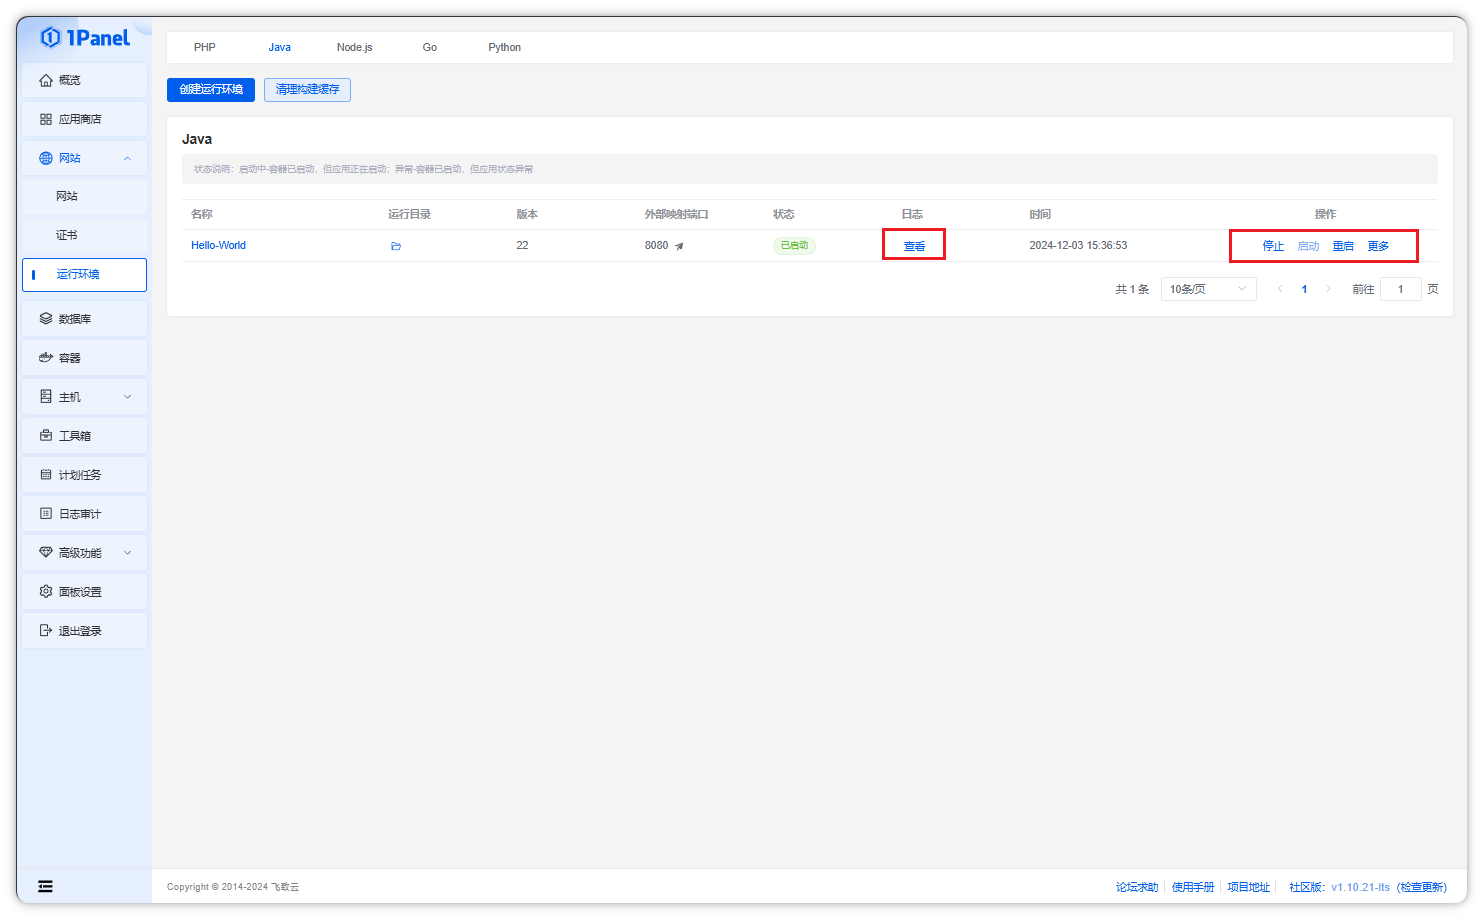 1Panel
概览
应用商店
网站
网站
证书
运行环境
数据库
容器
主机
工具箱
计划任务
日志审计
高级功能
面板设置
退出登录
PHP Java Node.js Go Python
创建运行环境 清理构建缓存
Java
状态说明：启动中-容器已启动，但应用正在启动；异常-容器已启动，但应用状态异常
名称 运行目录 版本 外部映射端口 状态 日志 时间 操作
Hello-World 22 8080 已启动 查看 2024-12-03 15:36:53 停止 启动 重启 更多
共 1 条 10条/页 1 前往 1 页
Copyright © 2014-2024 飞致云
论坛求助 使用手册 项目地址 社区版：v1.10.21-lts (检查更新)